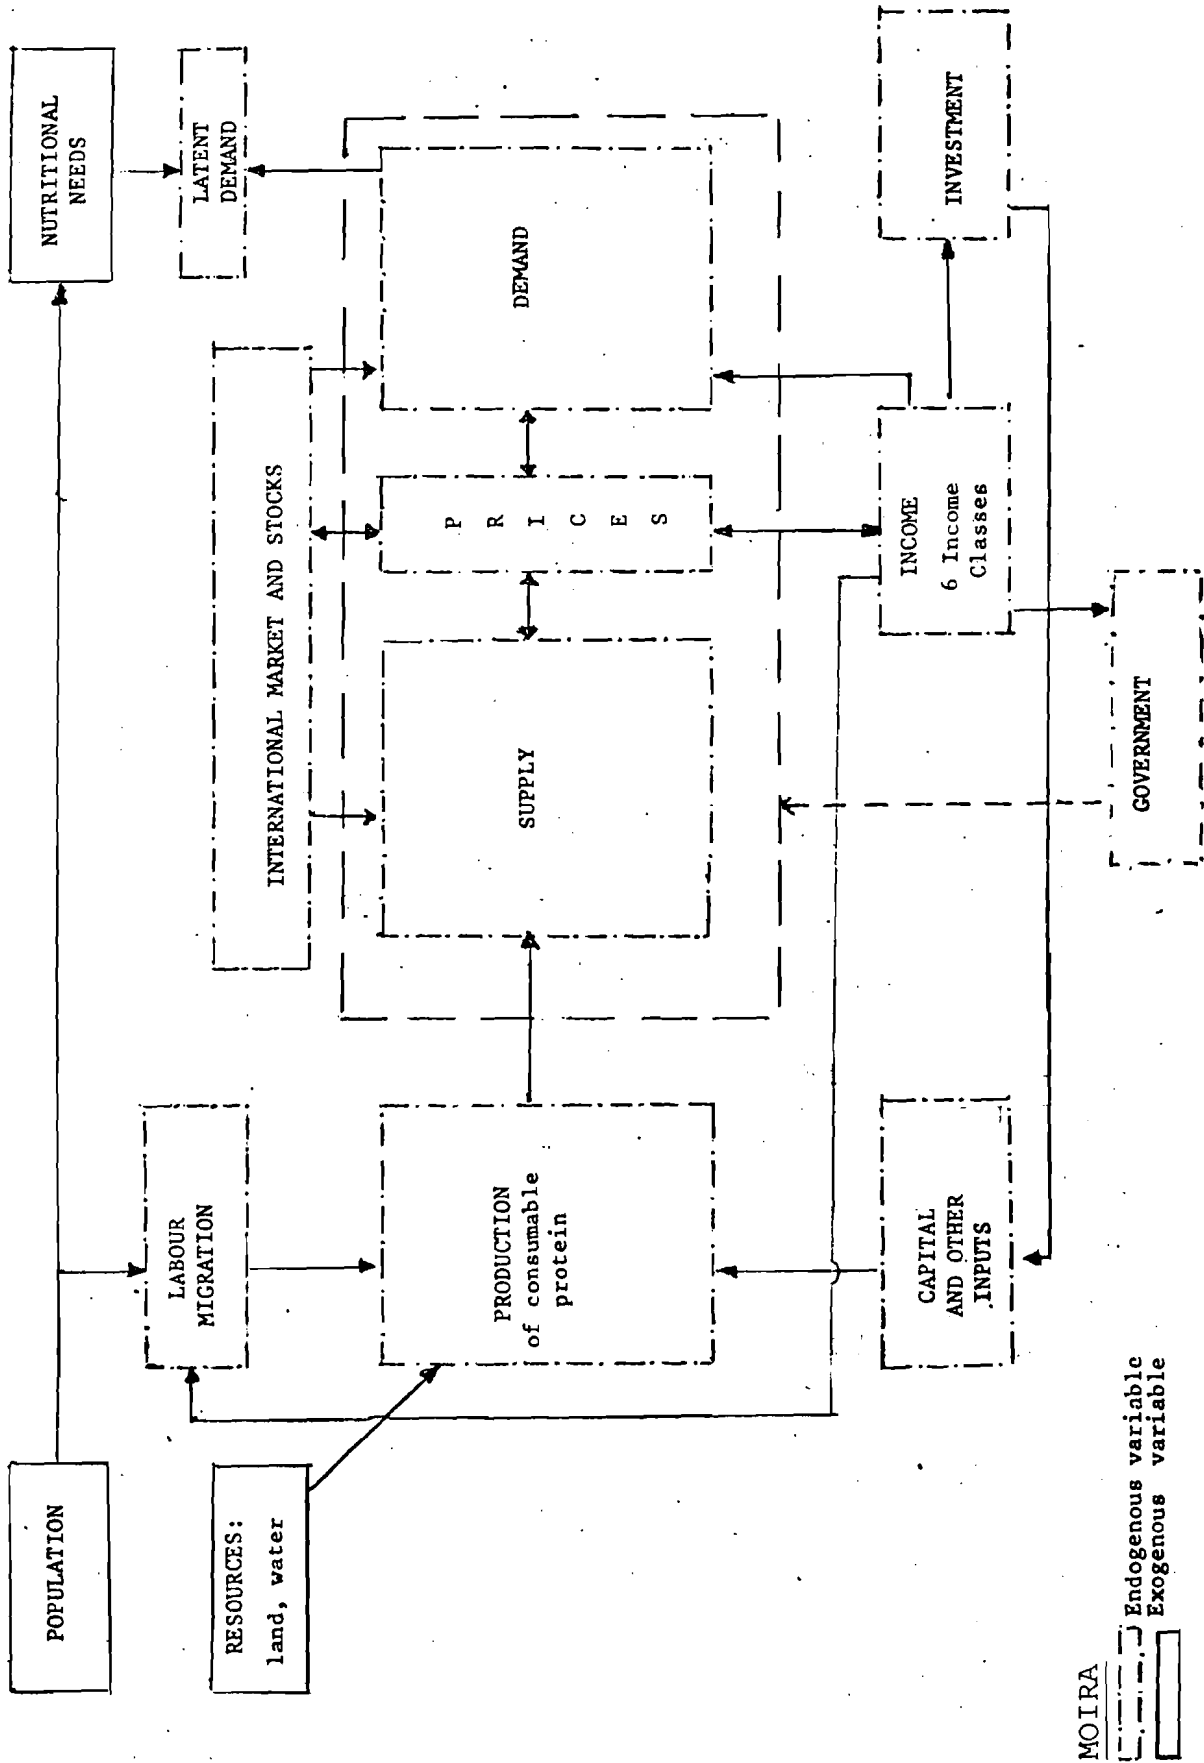 POPULATION
NUTRITIONAL
NEEDS
LABOUR
MIGRATION
LATENT
DEMAND
RESOURCES:
land, water
INTERNATIONAL MARKET AND STOCKS
PRODUCTION
of consumable
protein
SUPPLY
P
R
I
C
E
S
DEMAND
CAPITAL
AND OTHER
INPUTS
INCOME
6 Income
Classes
INVESTMENT
GOVERNMENT
MOIRA
Endogenous variable
Exogenous variable